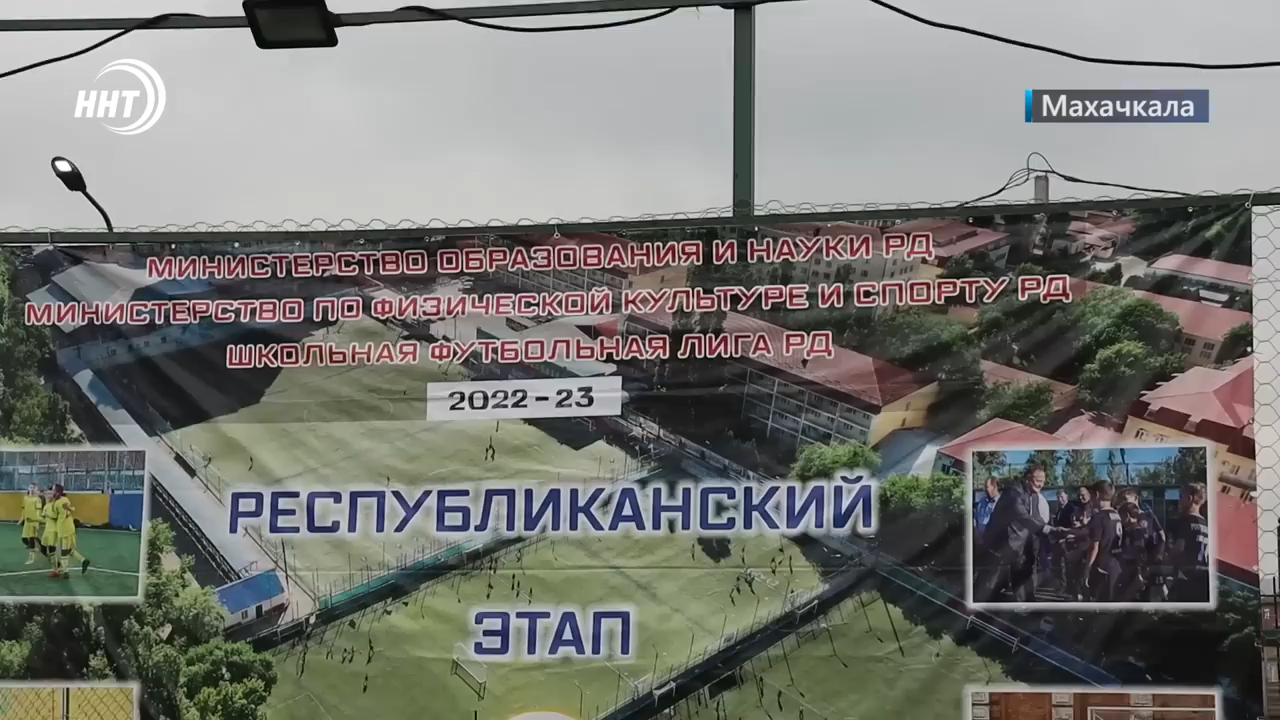 ННТ
Махачкала
МИНИСТЕРСТВО ОБРАЗОВАНИЯ И НАУКИ РД
МИНИСТЕРСТВО ПО ФИЗИЧЕСКОЙ КУЛЬТУРЕ И СПОРТУ РД
ШКОЛЬНАЯ ФУТБОЛЬНАЯ ЛИГА РД
2022-23
РЕСПУБЛИКАНСКИЙ
ЭТАП